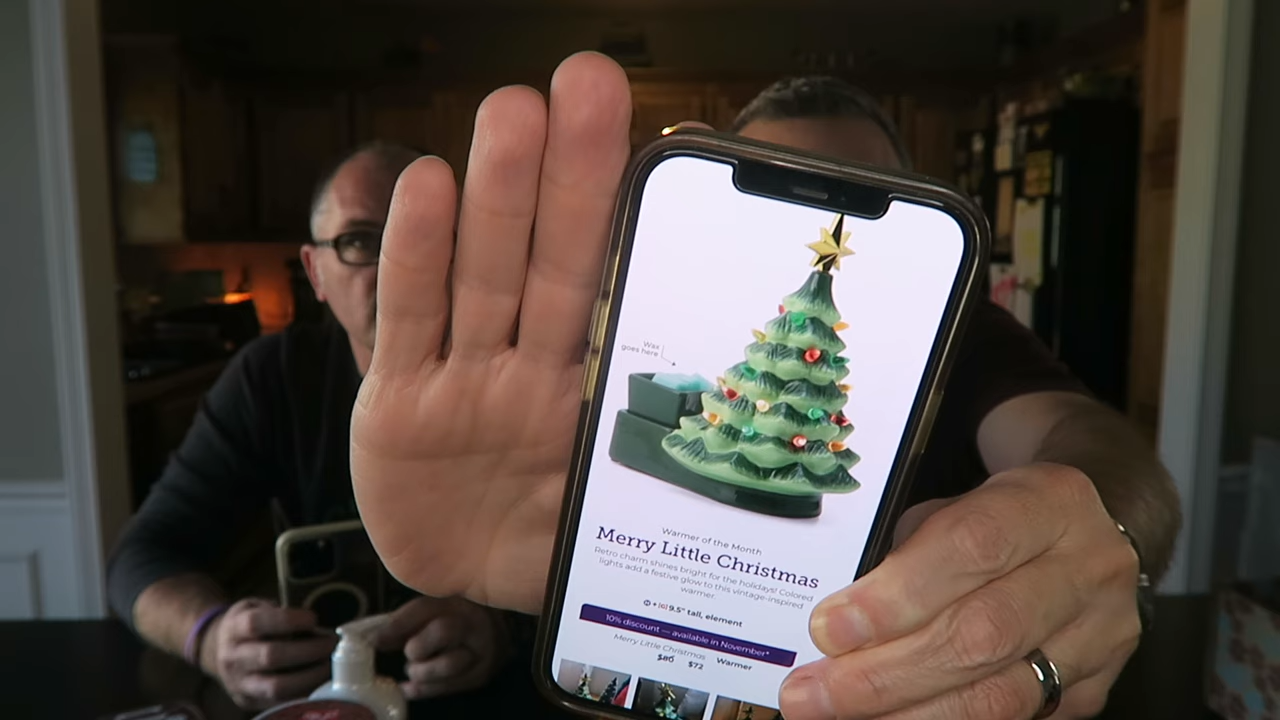 Wax
goes here
Warmer of the Month
Merry Little Christmas
Retro charm shines bright for the holidays! Colored
lights add a festive glow to this vintage-inspired
warmer.
9.5" tall, element
10% discount — available in November*
Merry Little Christmas Warmer
$80 $72